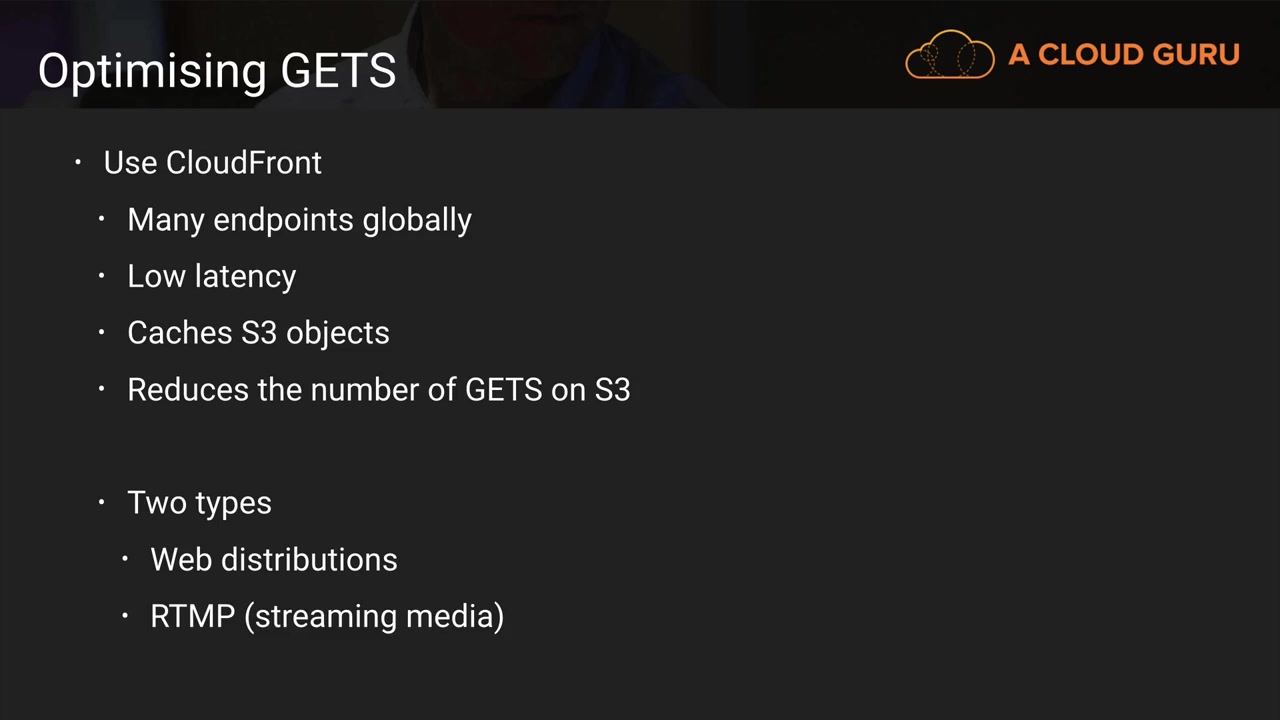 Optimising GETS
A CLOUD GURU
• Use CloudFront
• Many endpoints globally
• Low latency
• Caches S3 objects
• Reduces the number of GETS on S3
• Two types
• Web distributions
• RTMP (streaming media)